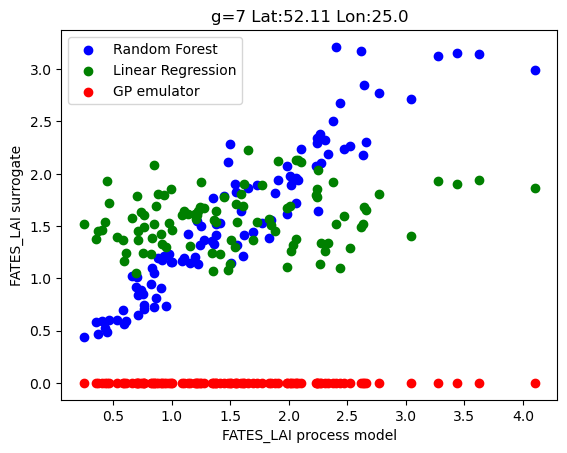 g=7 Lat:52.11 Lon:25.0
Random Forest
Linear Regression
GP emulator
FATES_LAI surrogate
3.0
2.5
2.0
1.5
1.0
0.5
0.0
0.5 1.0 1.5 2.0 2.5 3.0 3.5 4.0
FATES_LAI process model